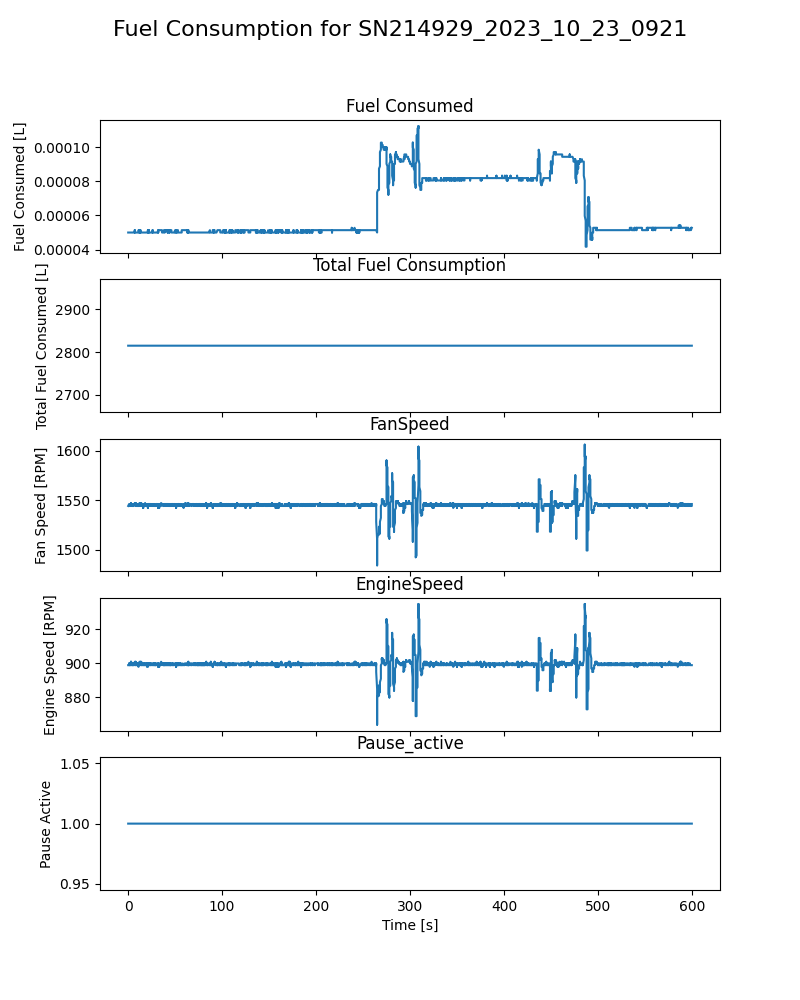 Fuel Consumption for SN214929_2023_10_23_0921
Fuel Consumed
Fuel Consumed [L]
0.00010
0.00008
0.00006
0.00004
Total Fuel Consumption
Total Fuel Consumed [L]
2900
2800
2700
FanSpeed
Fan Speed [RPM]
1600
1550
1500
EngineSpeed
Engine Speed [RPM]
920
900
880
Pause_active
Pause Active
1.05
1.00
0.95
0 100 200 300 400 500 600
Time [s]